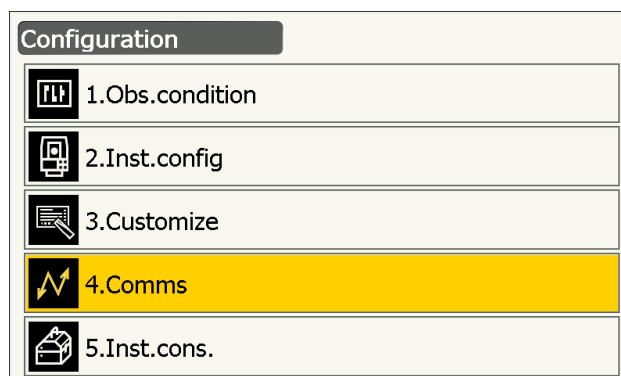 Configuration
1.Obs.condition
2.Inst.config
3.Customize
4.Comms
5.Inst.cons.